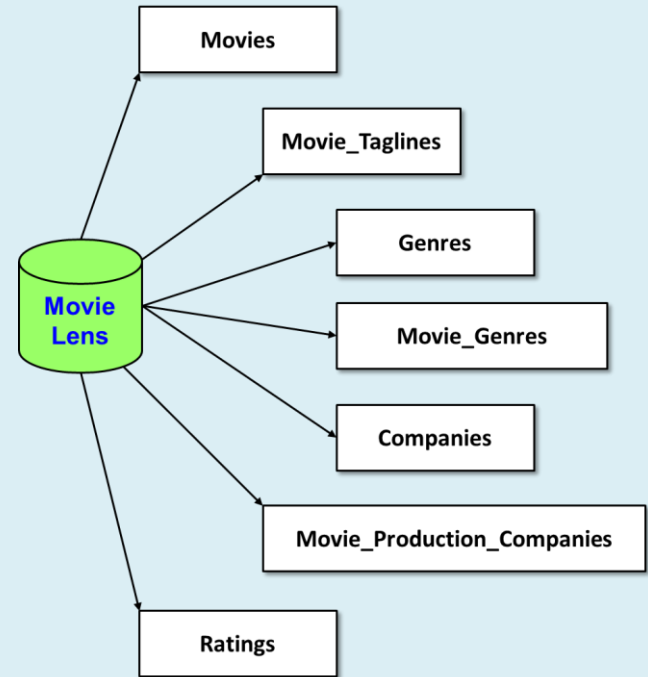 Movies
Movie_Taglines
Genres
Movie
Lens
Movie_Genres
Companies
Movie_Production_Companies
Ratings